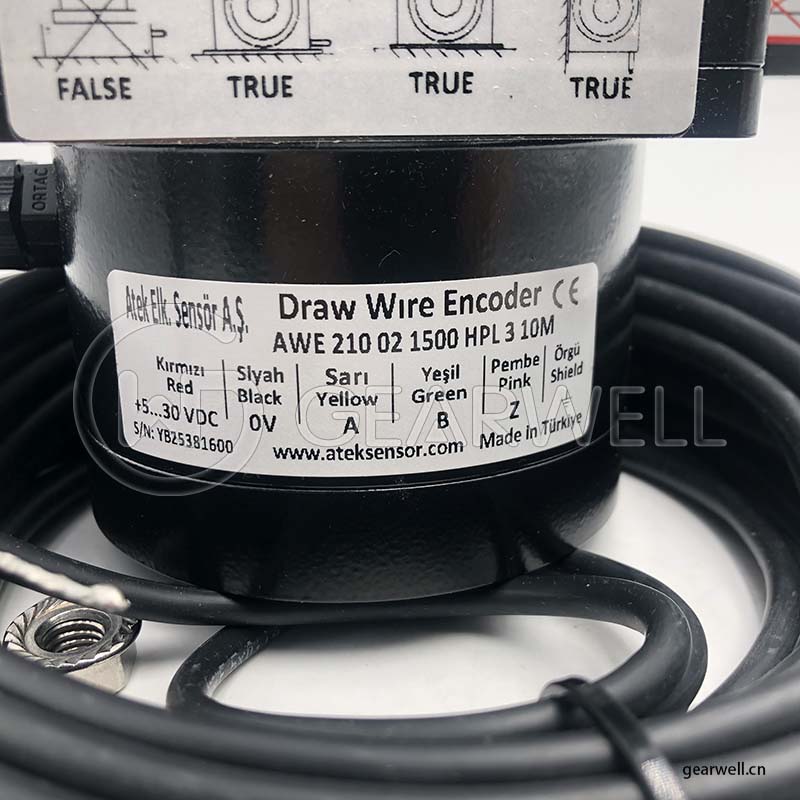 FALSE TRUE TRUE TRUE
ORTAC
Atek Elk. Sensör A.Ş. Draw Wıre Encoder CE
AWE 210 02 1500 HPL 3 10M
Kırmızı Siyah Sarı Yeşil Pembe Örgü
Red Black Yellow Green Pink Shield
+5...30 VDC 0V A B Z
S/N: YB25381600 www.ateksensor.com Made in Türkiye
GEARWELL
gearwell.cn